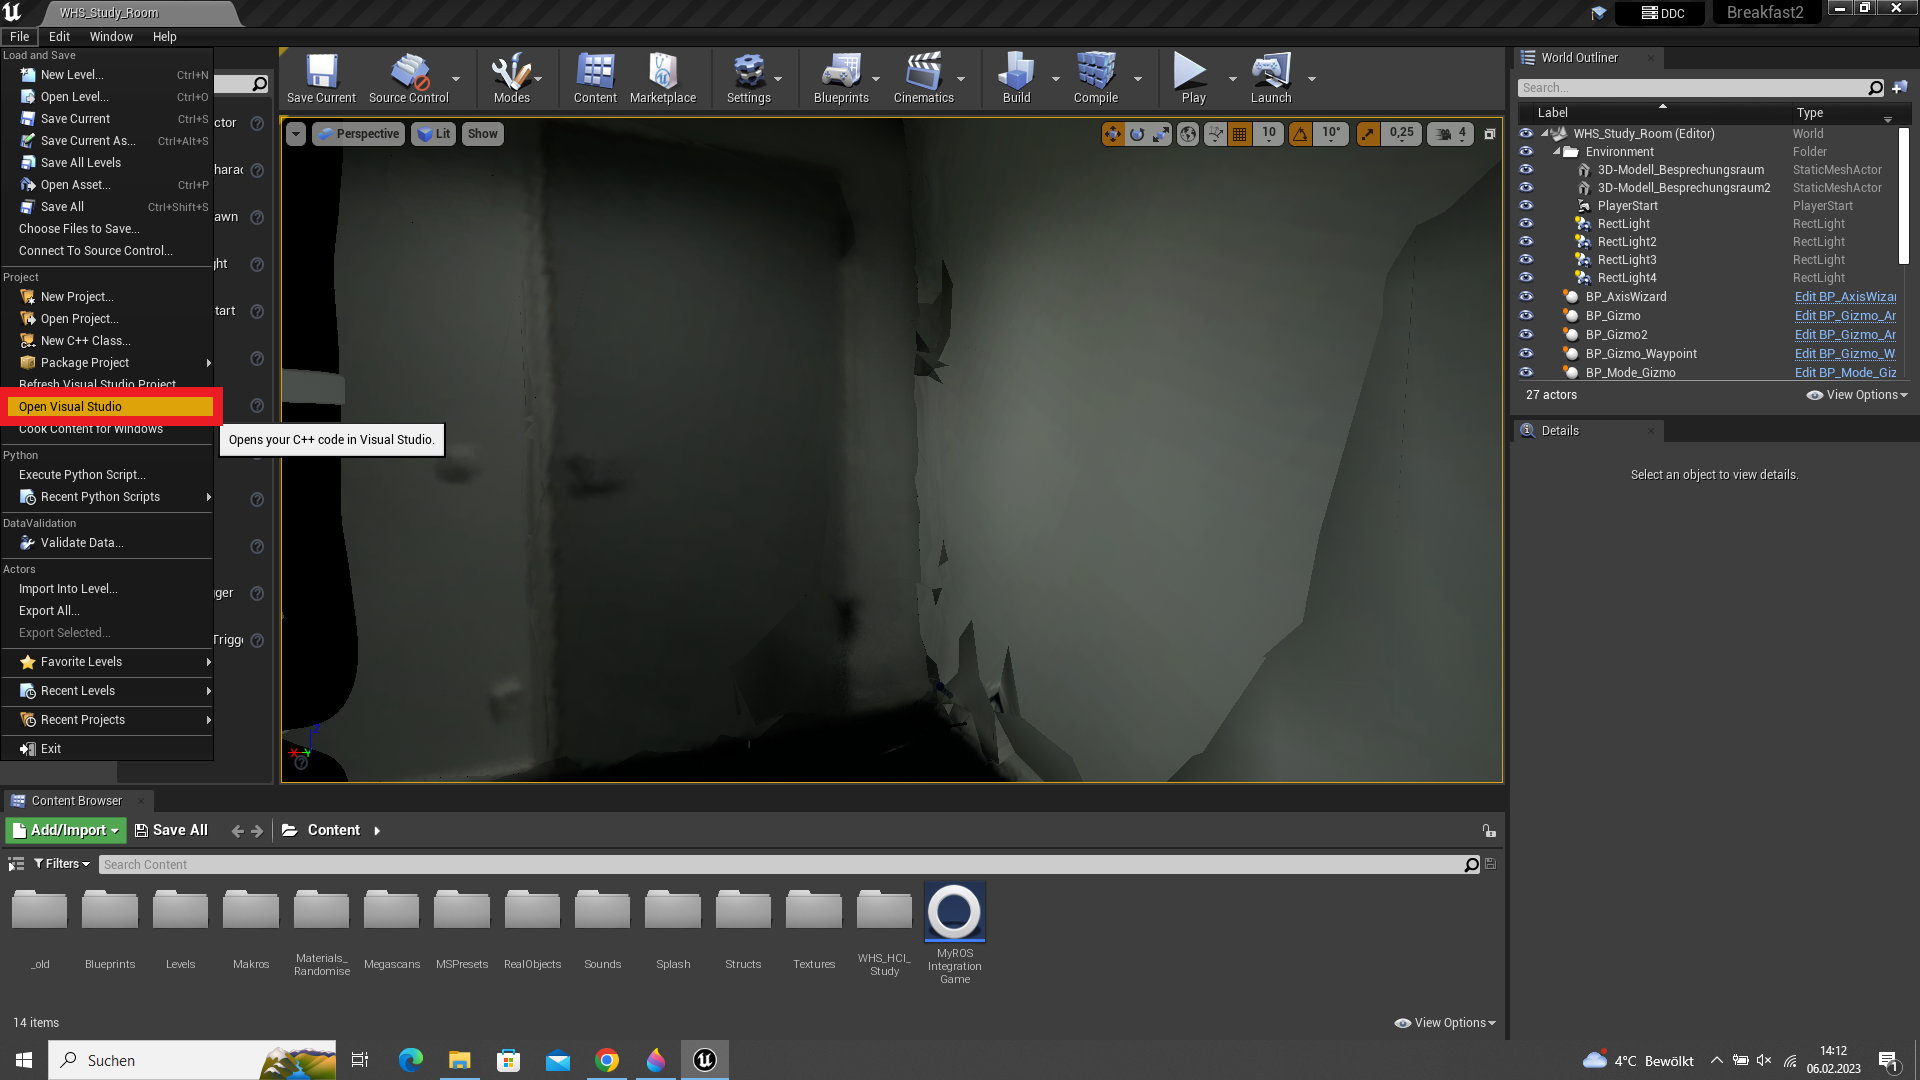 WHS_Study_Room
DDC
Breakfast2
File
Edit
Window
Help
Load and Save
New Level... Ctrl+N
Open Level... Ctrl+O
Save Current Ctrl+S
Save Current As... Ctrl+Alt+S
Save All Levels
Open Asset... Ctrl+P
Save All Ctrl+Shift+S
Choose Files to Save...
Connect To Source Control...
Project
New Project...
Open Project...
New C++ Class...
Package Project
Refresh Visual Studio Project
Open Visual Studio
Cook Content for Windows
Python
Execute Python Script...
Recent Python Scripts
DataValidation
Validate Data...
Actors
Import Into Level...
Export All...
Export Selected...
Favorite Levels
Recent Levels
Recent Projects
Exit
Opens your C++ code in Visual Studio.
ctor
harac
awn
ght
tart
ger
Trigge
Save Current
Source Control
Modes
Content
Marketplace
Settings
Blueprints
Cinematics
Build
Compile
Play
Launch
Perspective
Lit
Show
10
10°
0,25
4
World Outliner
Search...
Label Type
WHS_Study_Room (Editor) World
Environment Folder
3D-Modell_Besprechungsraum StaticMeshActor
3D-Modell_Besprechungsraum2 StaticMeshActor
PlayerStart PlayerStart
RectLight RectLight
RectLight2 RectLight
RectLight3 RectLight
RectLight4 RectLight
BP_AxisWizard Edit BP_AxisWizar
BP_Gizmo Edit BP_Gizmo_Ar
BP_Gizmo2 Edit BP_Gizmo_Ar
BP_Gizmo_Waypoint Edit BP_Gizmo_W
BP_Mode_Gizmo Edit BP_Mode_Giz
27 actors
View Options
Details
Select an object to view details.
Content Browser
Add/Import
Save All
Content
Filters
Search Content
_old
Blueprints
Levels
Makros
Materials_
Randomise
Megascans
MSPresets
RealObjects
Sounds
Splash
Structs
Textures
WHS_HCI_
Study
MyROS
Integration
Game
14 items
View Options
Suchen
4°C Bewölkt
14:12
06.02.2023
1